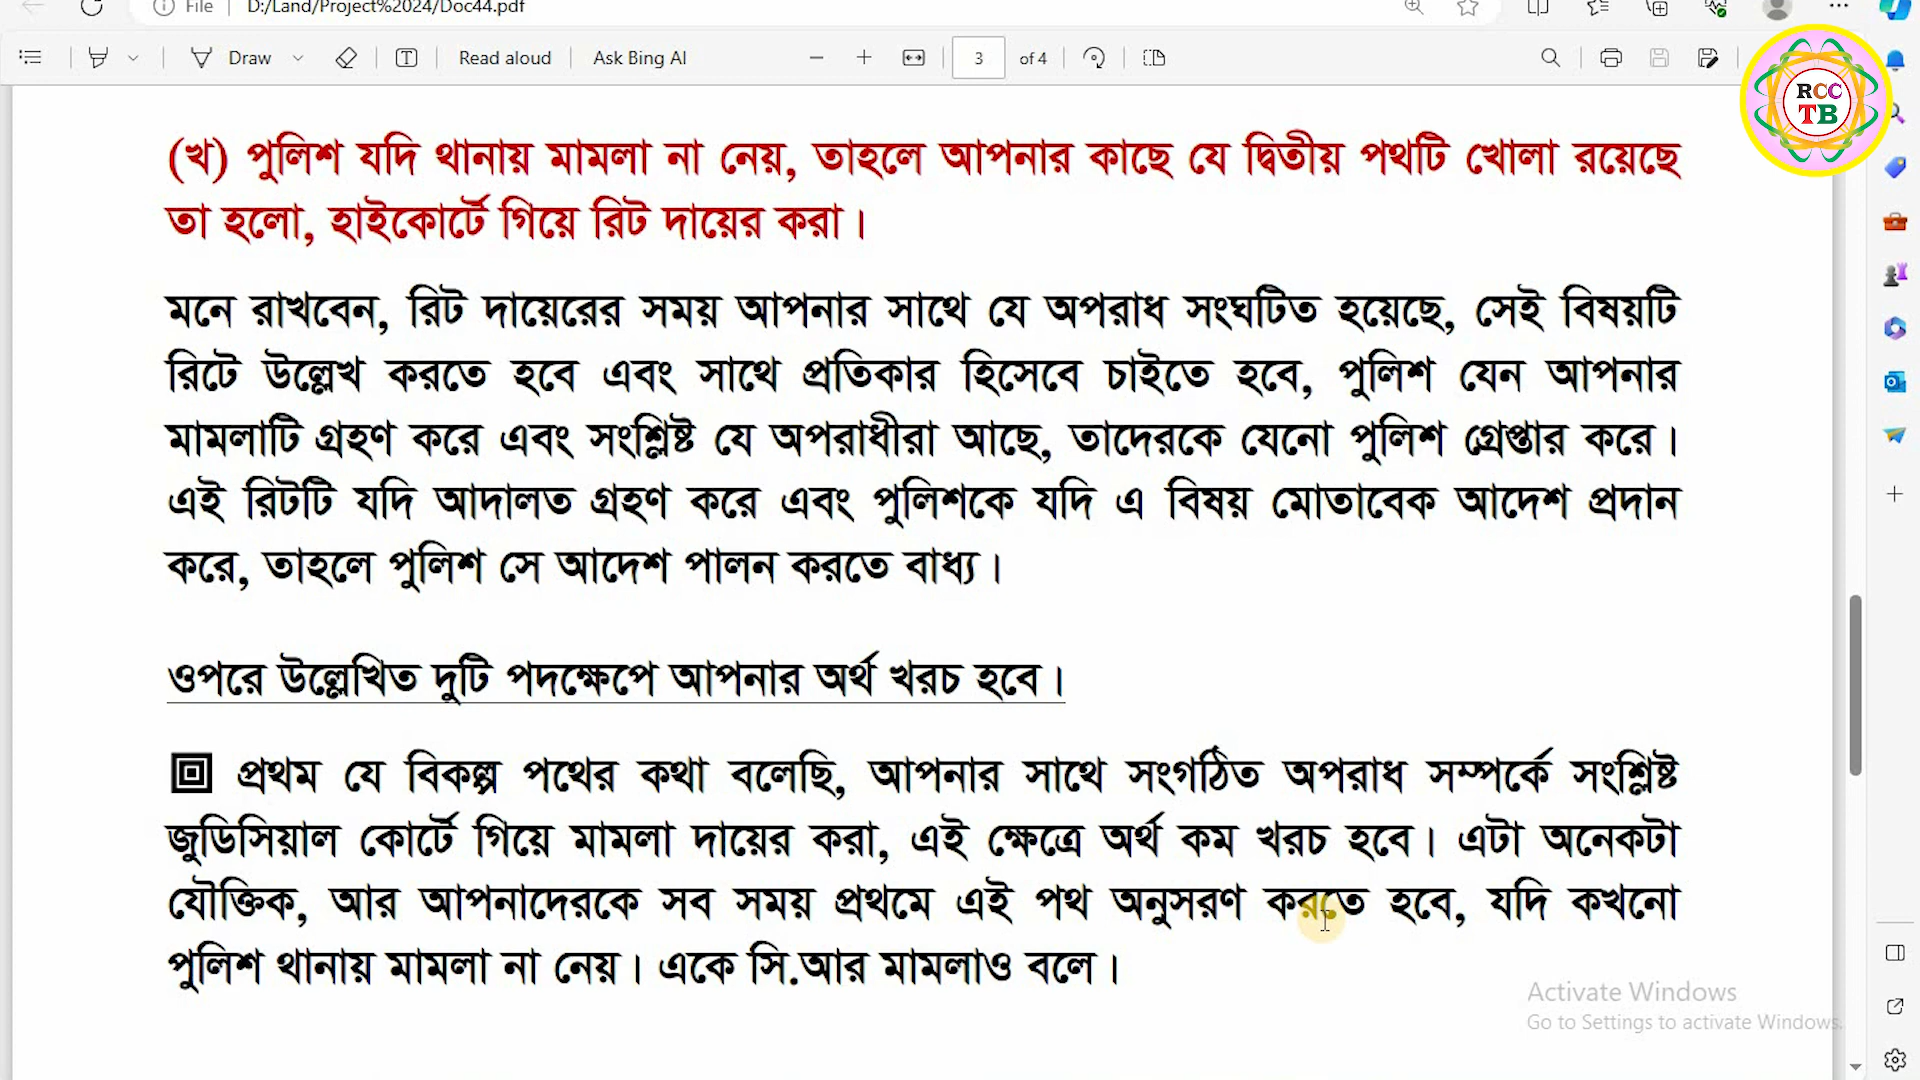 File
D:/Land/Project%2024/Doc44.pdf
Draw
Read aloud
Ask Bing AI
3
of 4
RCC
TB
(খ) পুলিশ যদি থানায় মামলা না নেয়, তাহলে আপনার কাছে যে দ্বিতীয় পথটি খোলা রয়েছে
তা হলো, হাইকোর্টে গিয়ে রিট দায়ের করা।
মনে রাখবেন, রিট দায়েরের সময় আপনার সাথে যে অপরাধ সংঘটিত হয়েছে, সেই বিষয়টি
রিটে উল্লেখ করতে হবে এবং সাথে প্রতিকার হিসেবে চাইতে হবে, পুলিশ যেন আপনার
মামলাটি গ্রহণ করে এবং সংশ্লিষ্ট যে অপরাধীরা আছে, তাদেরকে যেনো পুলিশ গ্রেপ্তার করে।
এই রিটটি যদি আদালত গ্রহণ করে এবং পুলিশকে যদি এ বিষয় মোতাবেক আদেশ প্রদান
করে, তাহলে পুলিশ সে আদেশ পালন করতে বাধ্য।
ওপরে উল্লেখিত দুটি পদক্ষেপে আপনার অর্থ খরচ হবে।
প্রথম যে বিকল্প পথের কথা বলেছি, আপনার সাথে সংগঠিত অপরাধ সম্পর্কে সংশ্লিষ্ট
জুডিসিয়াল কোর্টে গিয়ে মামলা দায়ের করা, এই ক্ষেত্রে অর্থ কম খরচ হবে। এটা অনেকটা
যৌক্তিক, আর আপনাদেরকে সব সময় প্রথমে এই পথ অনুসরণ করতে হবে, যদি কখনো
পুলিশ থানায় মামলা না নেয়। একে সি.আর মামলাও বলে।
Activate Windows
Go to Settings to activate Windows.